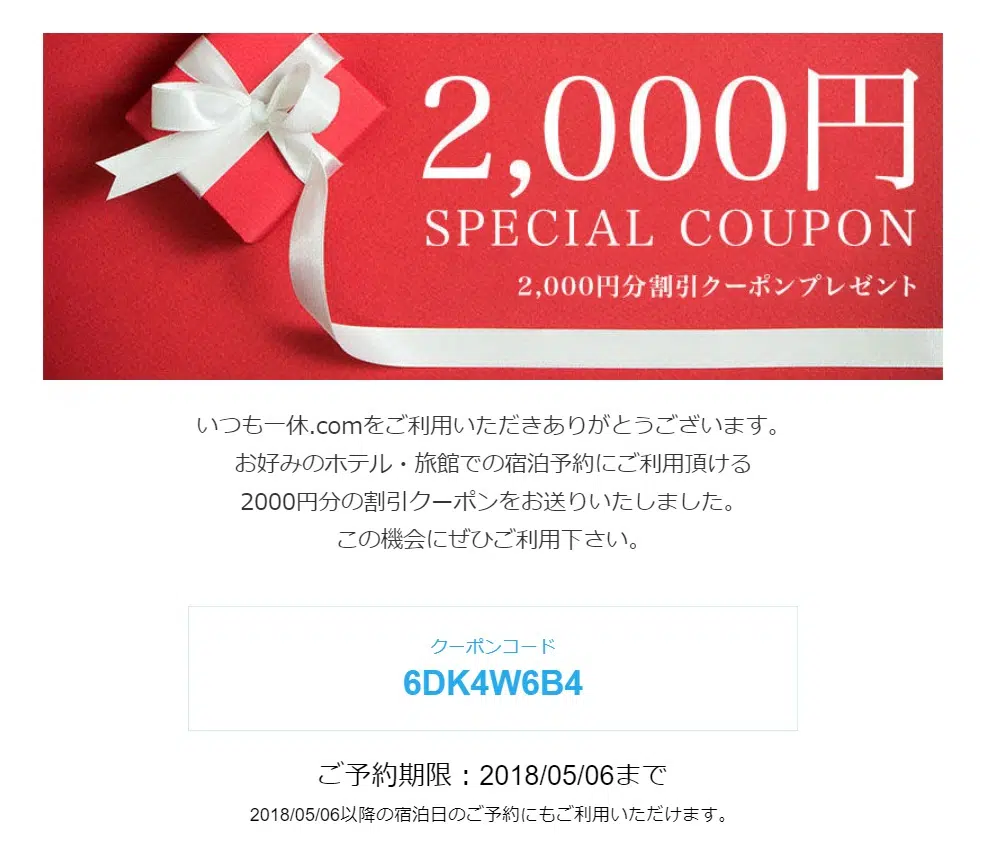 2,000円
SPECIAL COUPON
2,000円分割引クーポンプレゼント
いつも一休.comをご利用いただきありがとうございます。
お好みのホテル・旅館での宿泊予約にご利用頂ける
2000円分の割引クーポンをお送りいたしました。
この機会にぜひご利用下さい。
クーポンコード
6DK4W6B4
ご予約期限：2018/05/06まで
2018/05/06以降の宿泊日のご予約にもご利用いただけます。